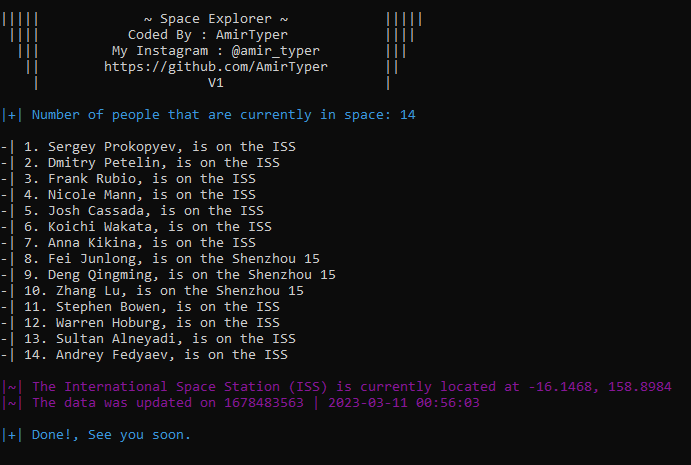 ||||| ~ Space Explorer ~ |||||
|||| Coded By : AmirTyper ||||
||| My Instagram : @amir_typer |||
|| https://github.com/AmirTyper ||
| V1 |
|+| Number of people that are currently in space: 14
-| 1. Sergey Prokopyev, is on the ISS
-| 2. Dmitry Petelin, is on the ISS
-| 3. Frank Rubio, is on the ISS
-| 4. Nicole Mann, is on the ISS
-| 5. Josh Cassada, is on the ISS
-| 6. Koichi Wakata, is on the ISS
-| 7. Anna Kikina, is on the ISS
-| 8. Fei Junlong, is on the Shenzhou 15
-| 9. Deng Qingming, is on the Shenzhou 15
-| 10. Zhang Lu, is on the Shenzhou 15
-| 11. Stephen Bowen, is on the ISS
-| 12. Warren Hoburg, is on the ISS
-| 13. Sultan Alneyadi, is on the ISS
-| 14. Andrey Fedyaev, is on the ISS
|~| The International Space Station (ISS) is currently located at -16.1468, 158.8984
|~| The data was updated on 1678483563 | 2023-03-11 00:56:03
|+| Done!, See you soon.